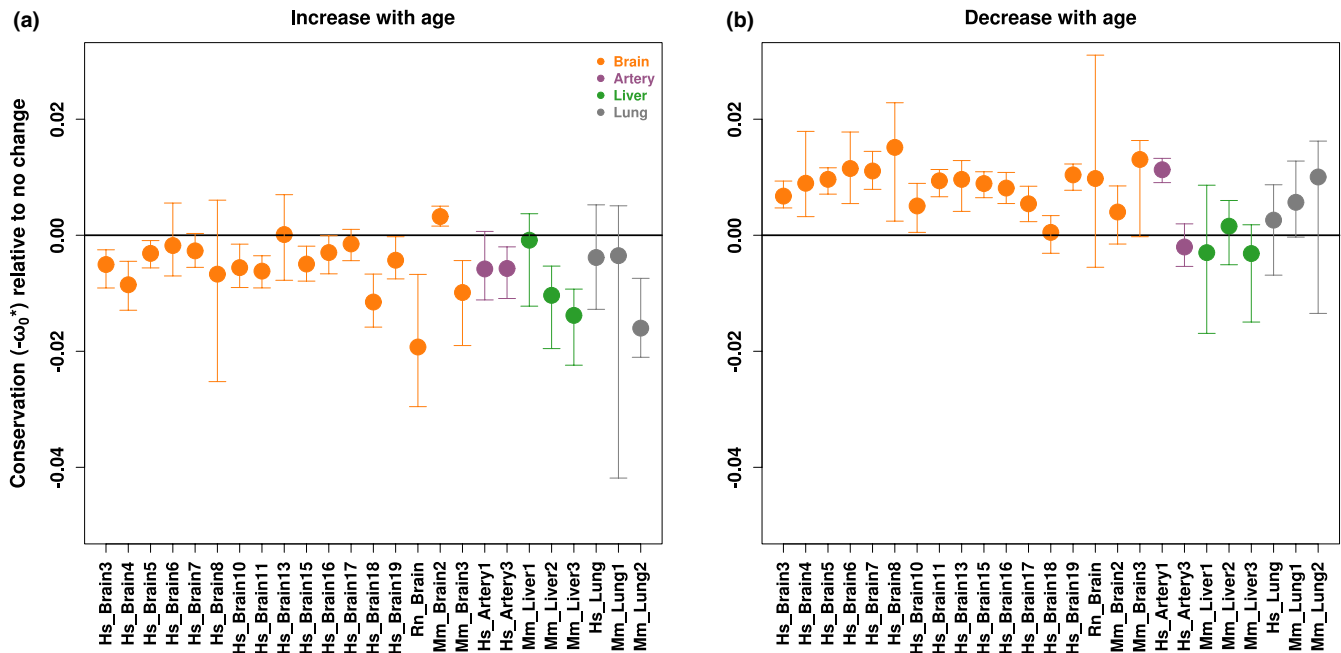 (a)
Increase with age
Conservation (-ω₀*) relative to no change
0.02
0.00
-0.02
-0.04
Brain
Artery
Liver
Lung
Hs_Brain3
Hs_Brain4
Hs_Brain5
Hs_Brain6
Hs_Brain7
Hs_Brain8
Hs_Brain10
Hs_Brain11
Hs_Brain13
Hs_Brain15
Hs_Brain16
Hs_Brain17
Hs_Brain18
Hs_Brain19
Rn_Brain
Mm_Brain2
Mm_Brain3
Hs_Artery1
Hs_Artery3
Mm_Liver1
Mm_Liver2
Mm_Liver3
Hs_Lung
Mm_Lung1
Mm_Lung2
(b)
Decrease with age
0.02
0.00
-0.02
-0.04
Hs_Brain3
Hs_Brain4
Hs_Brain5
Hs_Brain6
Hs_Brain7
Hs_Brain8
Hs_Brain10
Hs_Brain11
Hs_Brain13
Hs_Brain15
Hs_Brain16
Hs_Brain17
Hs_Brain18
Hs_Brain19
Rn_Brain
Mm_Brain2
Mm_Brain3
Hs_Artery1
Hs_Artery3
Mm_Liver1
Mm_Liver2
Mm_Liver3
Hs_Lung
Mm_Lung1
Mm_Lung2